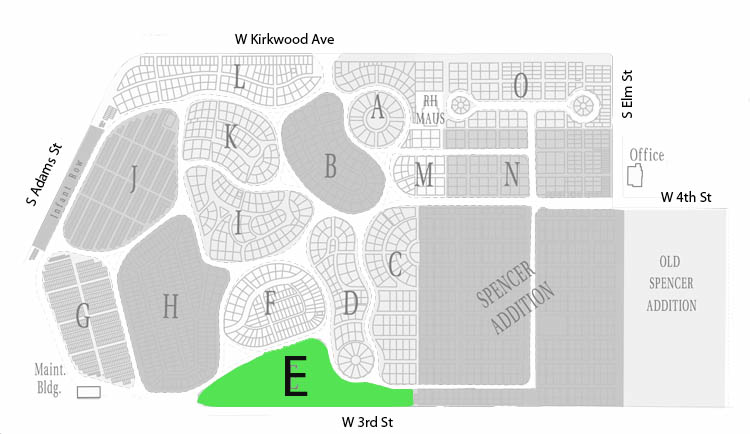 W Kirkwood Ave
L
O
A
RH
MAUS
S Elm St
K
B
J
Infant Row
S Adams St
M
N
Office
W 4th St
I
C
SPENCER
ADDITION
OLD
SPENCER
ADDITION
G
H
F
D
Maint.
Bldg.
E
W 3rd St